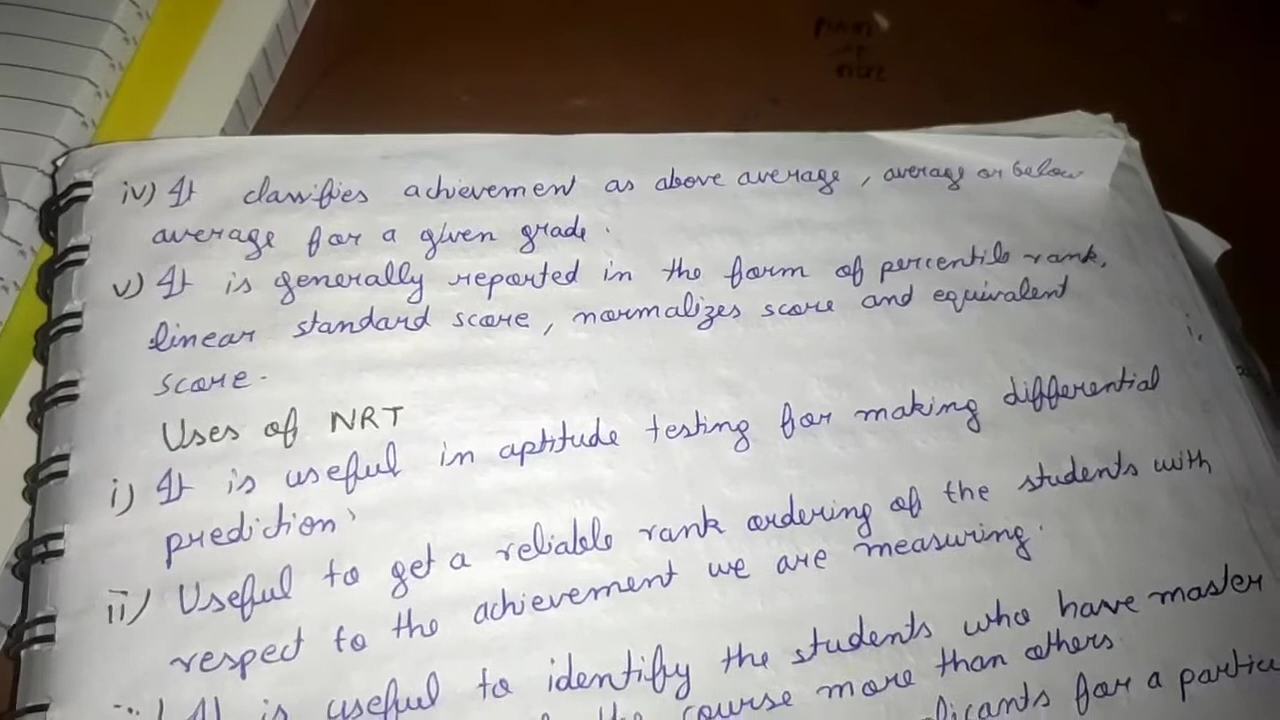 iv) It classifies achievement as above average, average or below
average for a given grade.
v) It is generally reported in the form of percentile rank,
linear standard score, normalizes score and equivalent
score.
Uses of NRT
i) It is useful in aptitude testing for making differential
prediction.
ii) Useful to get a reliable rank ordering of the students with
respect to the achievement we are measuring.
It is useful to identify the students who have master
the course more than others
for a particu